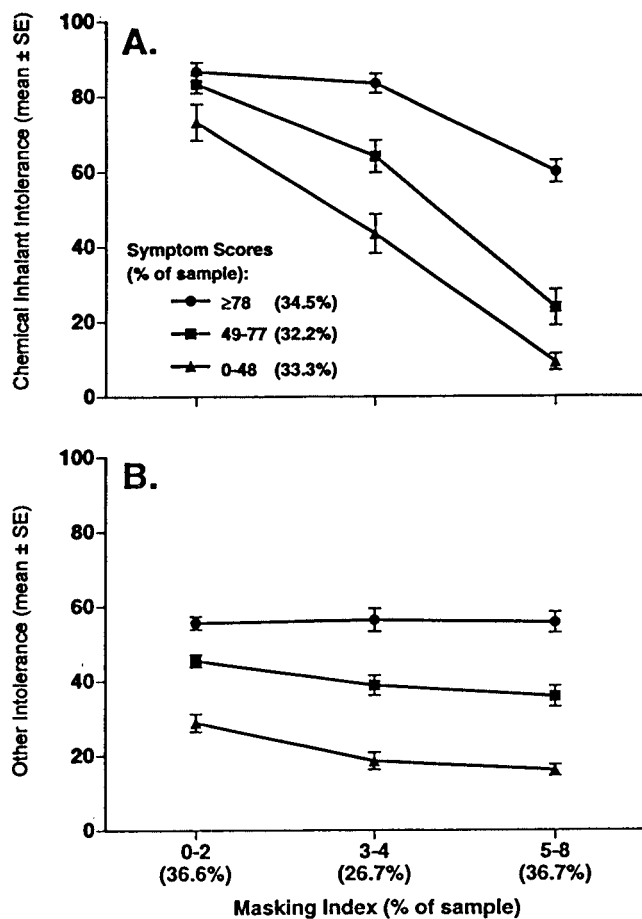 A.
Chemical Inhalant Intolerance (mean ± SE)
100
80
60
40
20
0
Symptom Scores
(% of sample):
≥78 (34.5%)
49-77 (32.2%)
0-48 (33.3%)
B.
Other Intolerance (mean ± SE)
100
80
60
40
20
0
0-2 3-4 5-8
(36.6%) (26.7%) (36.7%)
Masking Index (% of sample)